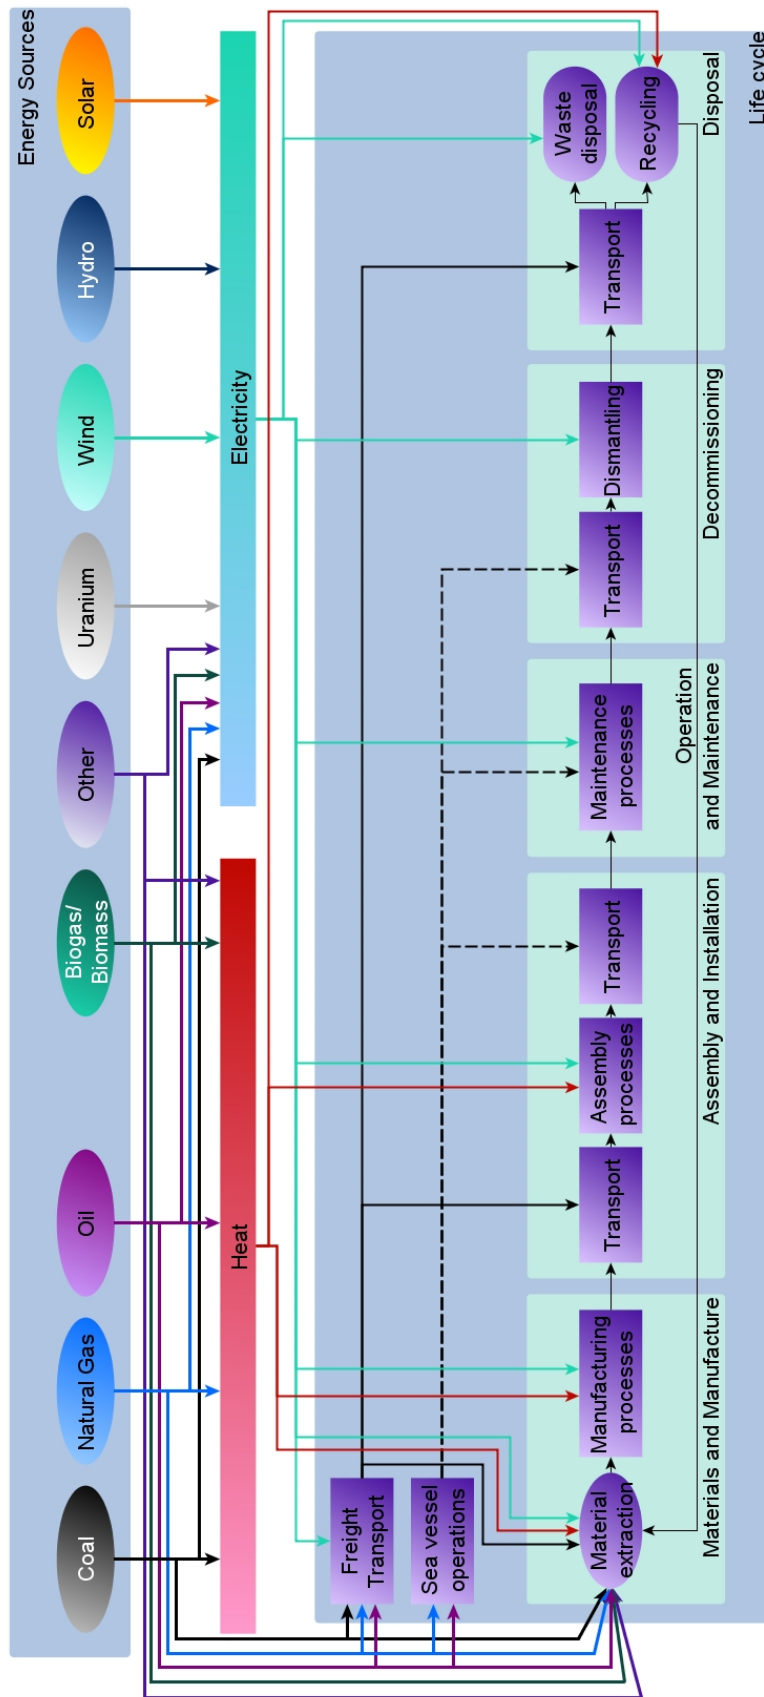 Energy Sources
Coal
Natural Gas
Oil
Biogas/
Biomass
Other
Uranium
Wind
Hydro
Solar
Heat
Electricity
Freight
Transport
Sea vessel
operations
Material
extraction
Manufacturing
processes
Transport
Assembly
processes
Transport
Maintenance
processes
Transport
Dismantling
Transport
Waste
disposal
Recycling
Materials and Manufacture
Assembly and Installation
Operation
and Maintenance
Decommissioning
Disposal
Life cycle